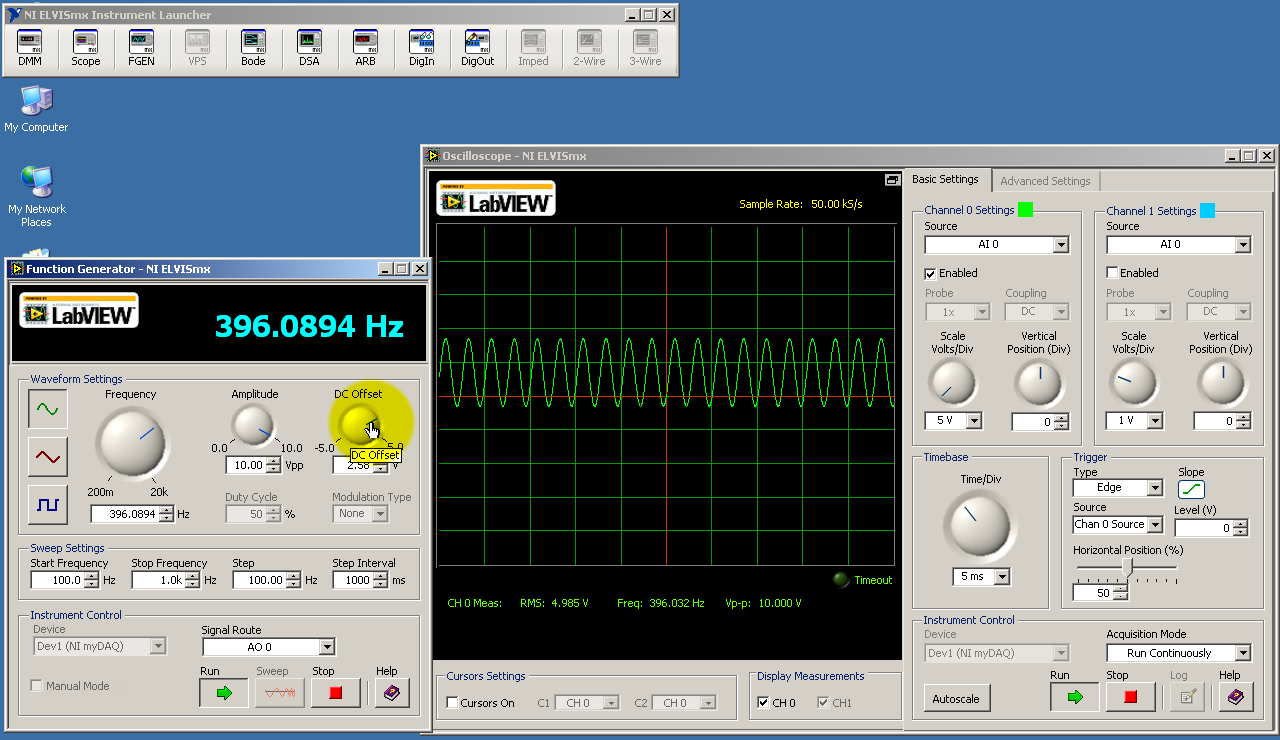 NI ELVISmx Instrument Launcher
DMM Scope FGEN VPS Bode DSA ARB DigIn DigOut Imped 2-Wire 3-Wire
My Computer
My Network
Places
Function Generator - NI ELVISmx
POWERED BY
LabVIEW
396.0894 Hz
Waveform Settings
Frequency Amplitude DC Offset
0.0 10.0 -5.0 5.0
DC Offset
10.00 Vpp 2.58 V
200m 20k
Duty Cycle Modulation Type
396.0894 Hz 50 % None
Sweep Settings
Start Frequency Stop Frequency Step Step Interval
100.0 Hz 1.0k Hz 100.00 Hz 1000 ms
Instrument Control
Device Signal Route
Dev1 (NI myDAQ) AO 0
Run Sweep Stop Help
Manual Mode
Oscilloscope - NI ELVISmx
POWERED BY
LabVIEW
Sample Rate: 50.00 kS/s
Timeout
CH 0 Meas: RMS: 4.985 V Freq: 396.032 Hz Vp-p: 10.000 V
Cursors Settings
Cursors On C1 CH 0 C2 CH 0
Display Measurements
CH 0 CH1
Basic Settings Advanced Settings
Channel 0 Settings
Source
AI 0
Enabled
Probe Coupling
1x DC
Scale Vertical
Volts/Div Position (Div)
5 V 0
Channel 1 Settings
Source
AI 0
Enabled
Probe Coupling
1x DC
Scale Vertical
Volts/Div Position (Div)
1 V 0
Timebase
Time/Div
5 ms
Trigger
Type Slope
Edge
Source Level (V)
Chan 0 Source 0
Horizontal Position (%)
50
Instrument Control
Device Acquisition Mode
Dev1 (NI myDAQ) Run Continuously
Run Stop Log Help
Autoscale